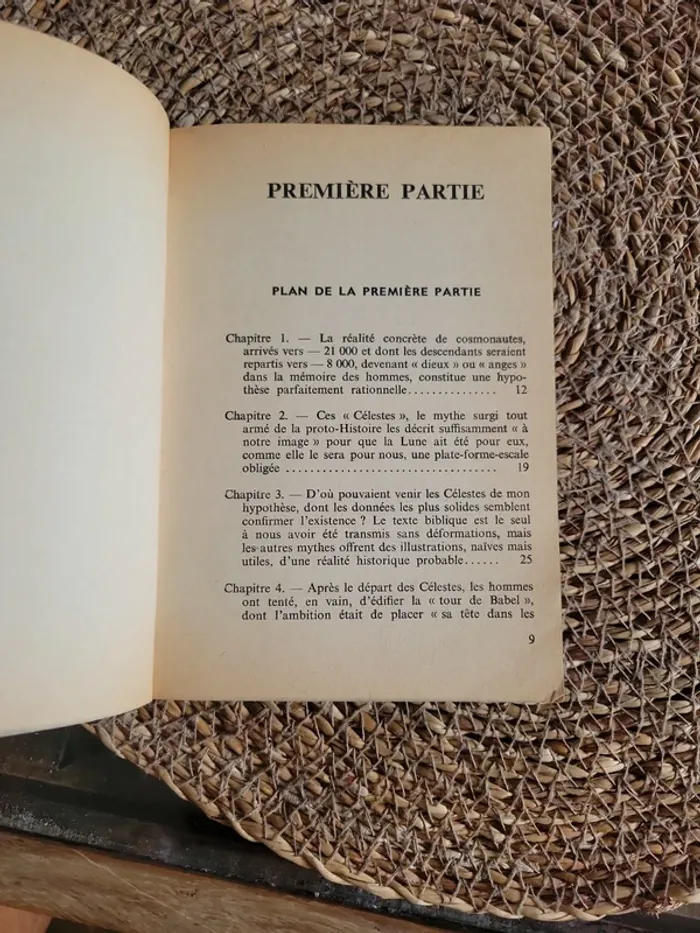 PREMIÈRE PARTIE
PLAN DE LA PREMIÈRE PARTIE
Chapitre 1. — La réalité concrète de cosmonautes,
arrivés vers — 21 000 et dont les descendants seraient
repartis vers — 8 000, devenant « dieux » ou « anges »
dans la mémoire des hommes, constitue une hypo-
thèse parfaitement rationnelle............... 12
Chapitre 2. — Ces « Célestes », le mythe surgi tout
armé de la proto-Histoire les décrit suffisamment « à
notre image » pour que la Lune ait été pour eux,
comme elle le sera pour nous, une plate-forme-escale
obligée ................................... 19
Chapitre 3. — D'où pouvaient venir les Célestes de mon
hypothèse, dont les données les plus solides semblent
confirmer l'existence ? Le texte biblique est le seul
à nous avoir été transmis sans déformations, mais
les autres mythes offrent des illustrations, naïves mais
utiles, d'une réalité historique probable...... 25
Chapitre 4. — Après le départ des Célestes, les hommes
ont tenté, en vain, d'édifier la « tour de Babel »,
dont l'ambition était de placer « sa tête dans les
9